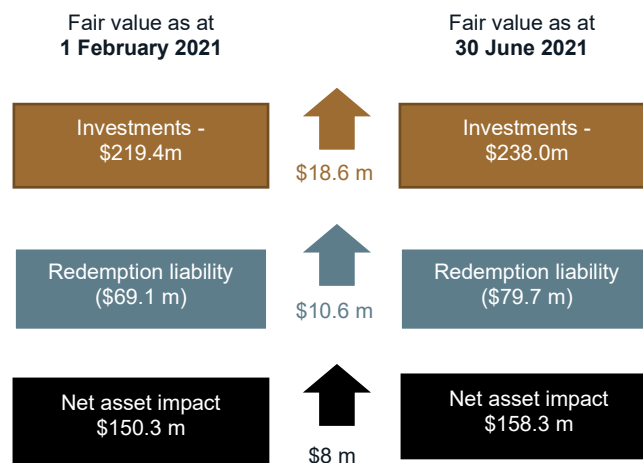 Fair value as at
1 February 2021
Fair value as at
30 June 2021
Investments -
$219.4m
$18.6 m
Investments -
$238.0m
Redemption liability
($69.1 m)
$10.6 m
Redemption liability
($79.7 m)
Net asset impact
$150.3 m
$8 m
Net asset impact
$158.3 m